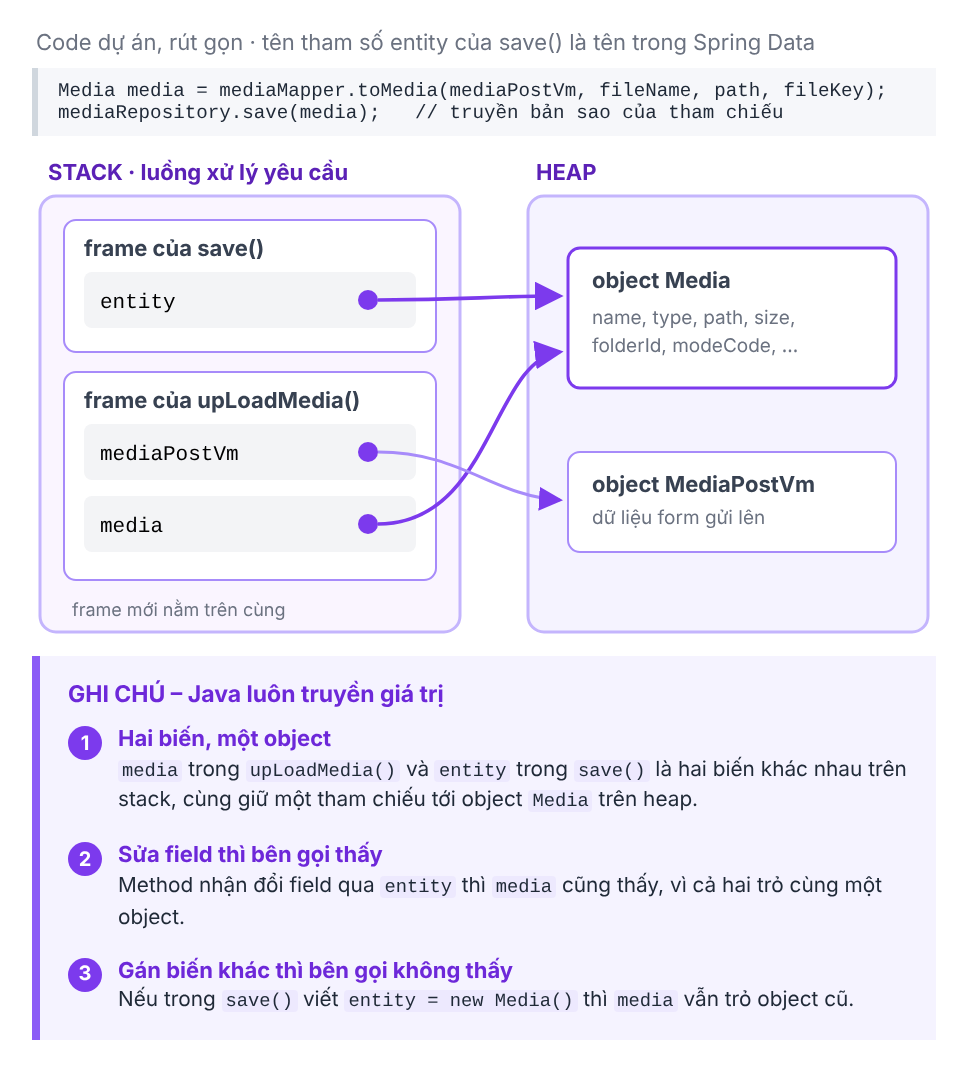 Code dự án, rút gọn · tên tham số entity của save() là tên trong Spring Data
Media media = mediaMapper.toMedia(mediaPostVm, fileName, path, fileKey);
mediaRepository.save(media);   // truyền bản sao của tham chiếu
STACK · luồng xử lý yêu cầu
HEAP
frame của save()
entity
object Media
name, type, path, size,
folderId, modeCode, ...
frame của upLoadMedia()
mediaPostVm
media
object MediaPostVm
dữ liệu form gửi lên
frame mới nằm trên cùng
GHI CHÚ – Java luôn truyền giá trị
1 Hai biến, một object
media trong upLoadMedia() và entity trong save() là hai biến khác nhau trên
stack, cùng giữ một tham chiếu tới object Media trên heap.
2 Sửa field thì bên gọi thấy
Method nhận đổi field qua entity thì media cũng thấy, vì cả hai trỏ cùng một
object.
3 Gán biến khác thì bên gọi không thấy
Nếu trong save() viết entity = new Media() thì media vẫn trỏ object cũ.